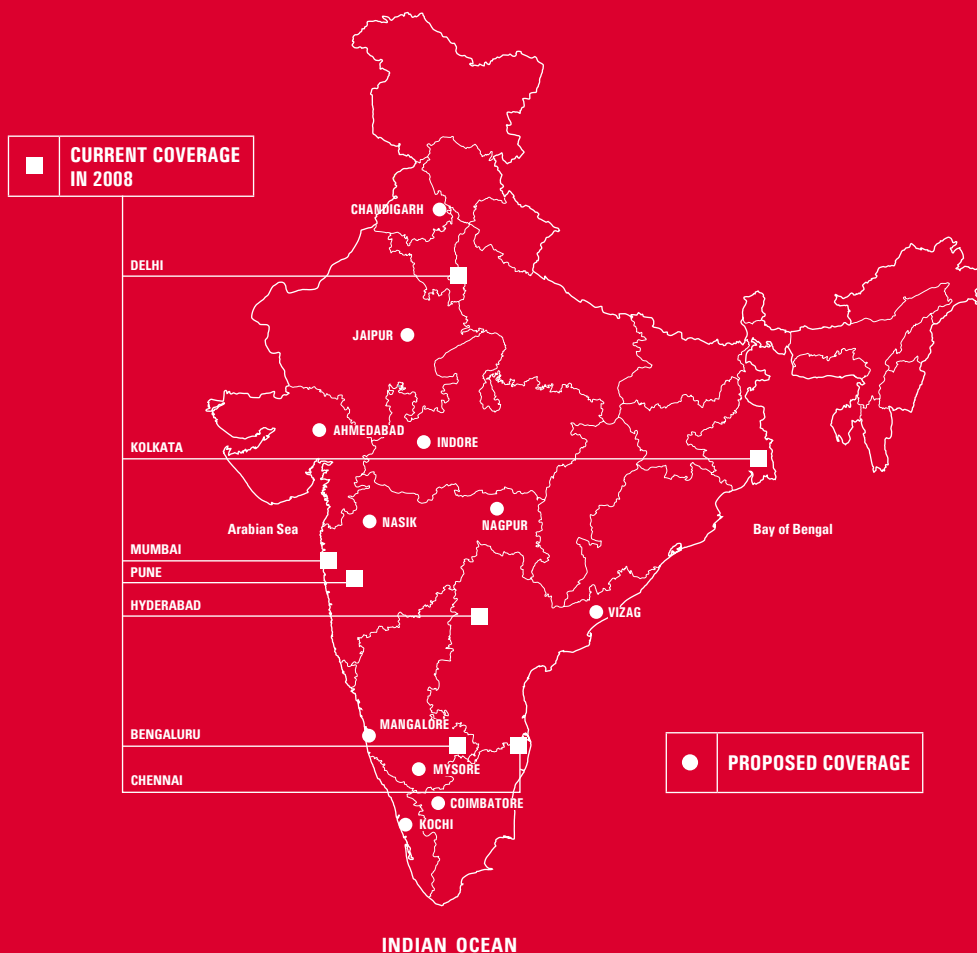 CURRENT COVERAGE
IN 2008
CHANDIGARH
DELHI
JAIPUR
AHMEDABAD
INDORE
KOLKATA
NAGPUR
NASIK
Arabian Sea
Bay of Bengal
MUMBAI
PUNE
HYDERABAD
VIZAG
MANGALORE
BENGALURU
PROPOSED COVERAGE
MYSORE
CHENNAI
COIMBATORE
KOCHI
INDIAN OCEAN